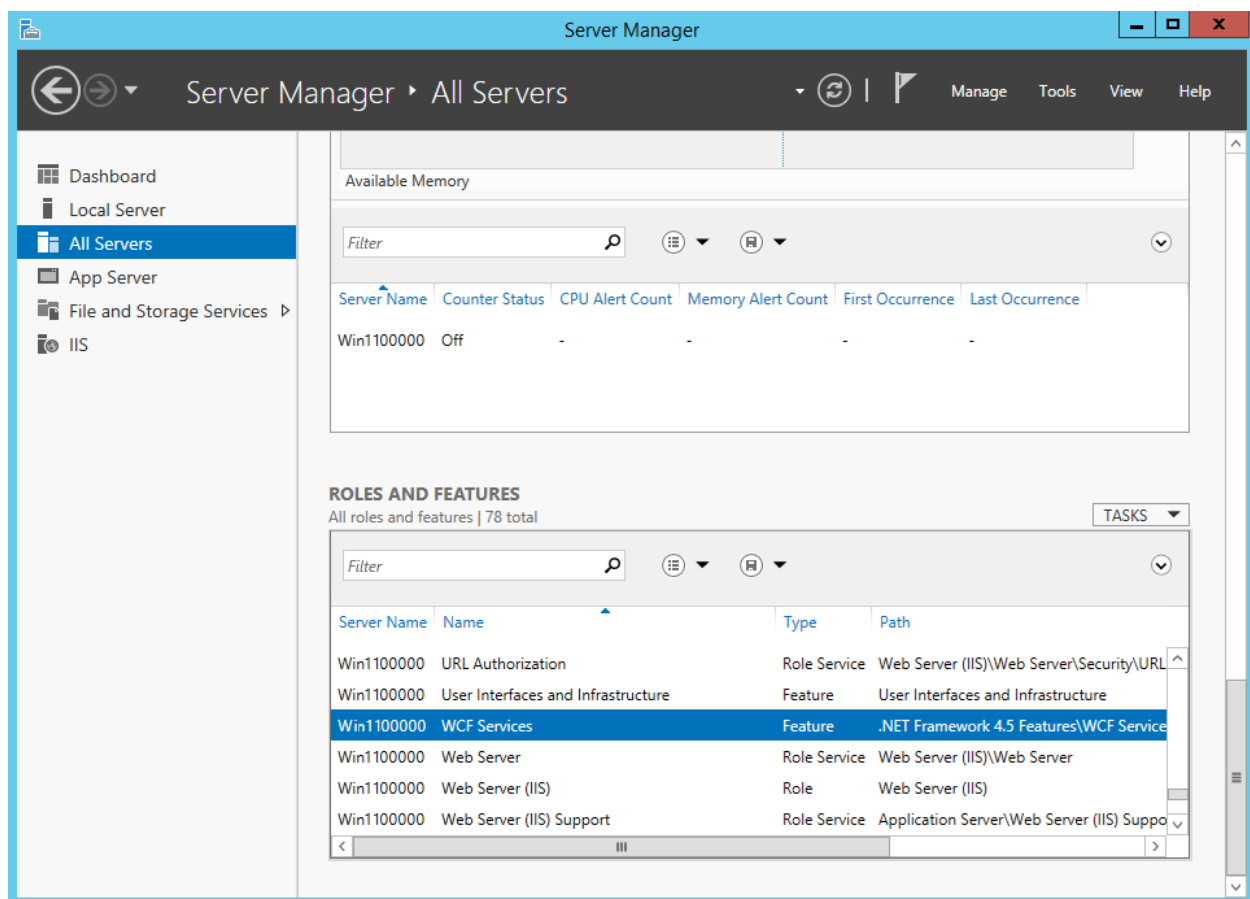 Server Manager
Server Manager ‣ All Servers
Manage Tools View Help
Dashboard
Local Server
All Servers
App Server
File and Storage Services
IIS
Available Memory
Filter
Server Name Counter Status CPU Alert Count Memory Alert Count First Occurrence Last Occurrence
Win1100000 Off - - - -
ROLES AND FEATURES
All roles and features | 78 total
TASKS
Filter
Server Name Name Type Path
Win1100000 URL Authorization Role Service Web Server (IIS)\Web Server\Security\URL
Win1100000 User Interfaces and Infrastructure Feature User Interfaces and Infrastructure
Win1100000 WCF Services Feature .NET Framework 4.5 Features\WCF Service
Win1100000 Web Server Role Service Web Server (IIS)\Web Server
Win1100000 Web Server (IIS) Role Web Server (IIS)
Win1100000 Web Server (IIS) Support Role Service Application Server\Web Server (IIS) Suppo